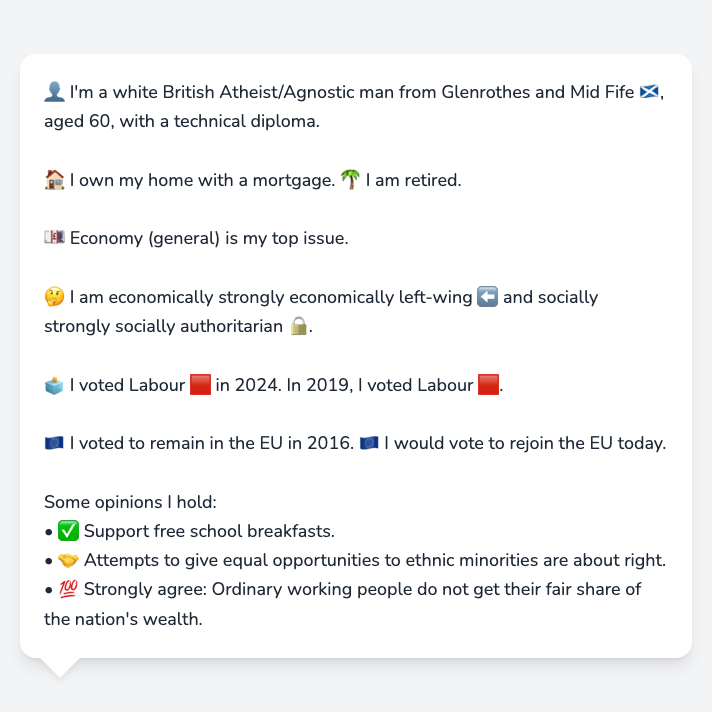 👤 I'm a white British Atheist/Agnostic man from Glenrothes and Mid Fife 🏴󠁧󠁢󠁳󠁣󠁴󠁿,
aged 60, with a technical diploma.
🏠 I own my home with a mortgage. 🌴 I am retired.
💷 Economy (general) is my top issue.
🤔 I am economically strongly economically left-wing ⬅️ and socially
strongly socially authoritarian 🔒.
🗳️ I voted Labour 🟥 in 2024. In 2019, I voted Labour 🟥.
🇪🇺 I voted to remain in the EU in 2016. 🇪🇺 I would vote to rejoin the EU today.
Some opinions I hold:
• ✅ Support free school breakfasts.
• 🤝 Attempts to give equal opportunities to ethnic minorities are about right.
• 💯 Strongly agree: Ordinary working people do not get their fair share of
the nation's wealth.